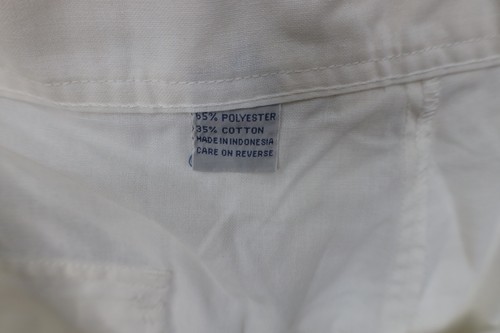 65% POLYESTER
35% COTTON
MADE IN INDONESIA
CARE ON REVERSE